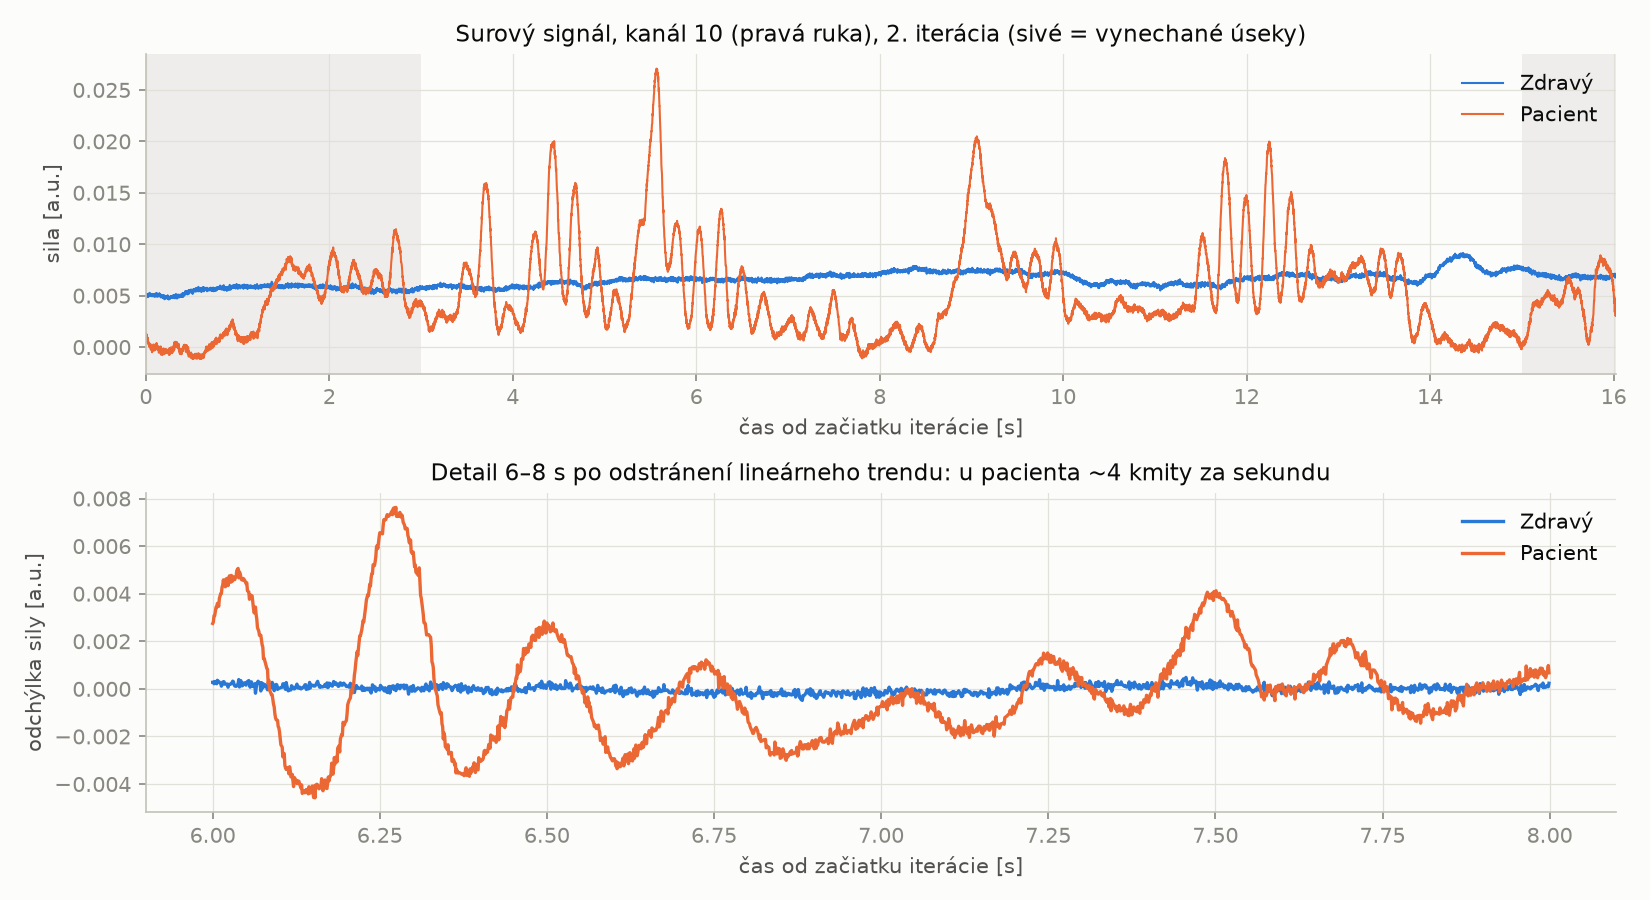 Surový signál, kanál 10 (pravá ruka), 2. iterácia (sivé = vynechané úseky)
sila [a.u.]
0.025
0.020
0.015
0.010
0.005
0.000
Zdravý
Pacient
0 2 4 6 8 10 12 14 16
čas od začiatku iterácie [s]
Detail 6–8 s po odstránení lineárneho trendu: u pacienta ~4 kmity za sekundu
odchýlka sily [a.u.]
0.008
0.006
0.004
0.002
0.000
−0.002
−0.004
Zdravý
Pacient
6.00 6.25 6.50 6.75 7.00 7.25 7.50 7.75 8.00
čas od začiatku iterácie [s]